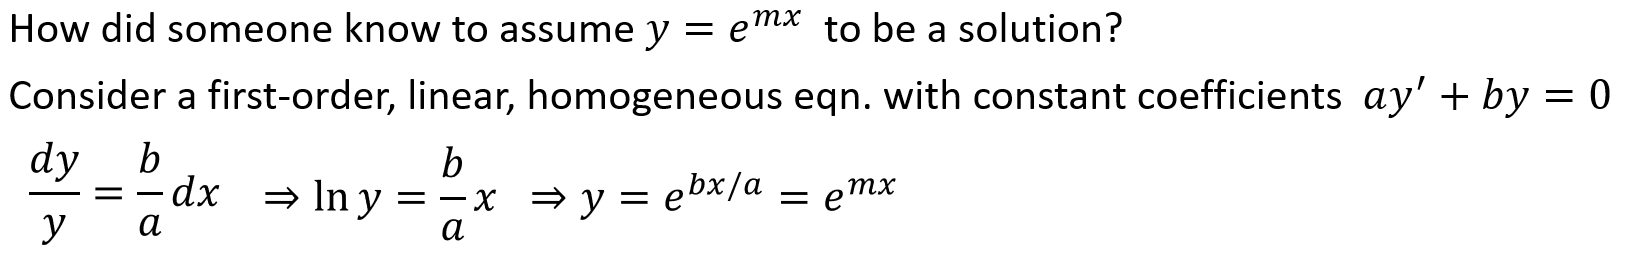 How did someone know to assume y = e^{mx} to be a solution?
Consider a first-order, linear, homogeneous eqn. with constant coefficients ay′ + by = 0
dy/y = b/a dx ⇒ ln y = b/a x ⇒ y = e^{bx/a} = e^{mx}